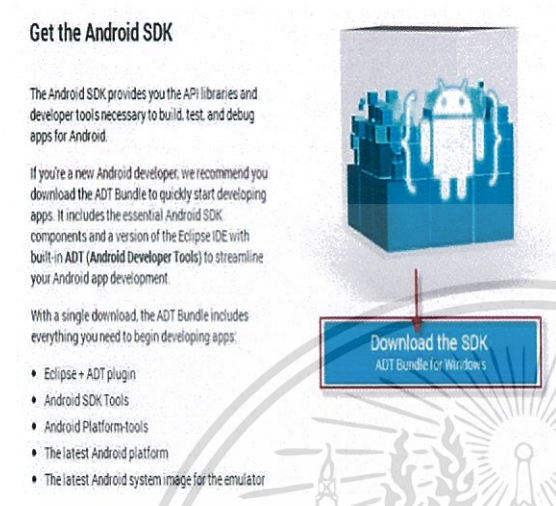 Get the Android SDK
The Android SDK provides you the API libraries and
developer tools necessary to build, test, and debug
apps for Android.
If you're a new Android developer, we recommend you
download the ADT Bundle to quickly start developing
apps. It includes the essential Android SDK
components and a version of the Eclipse IDE with
built-in ADT (Android Developer Tools) to streamline
your Android app development.
With a single download, the ADT Bundle includes
everything you need to begin developing apps:
• Eclipse + ADT plugin
• Android SDK Tools
• Android Platform-tools
• The latest Android platform
• The latest Android system image for the emulator
Download the SDK
ADT Bundle for Windows